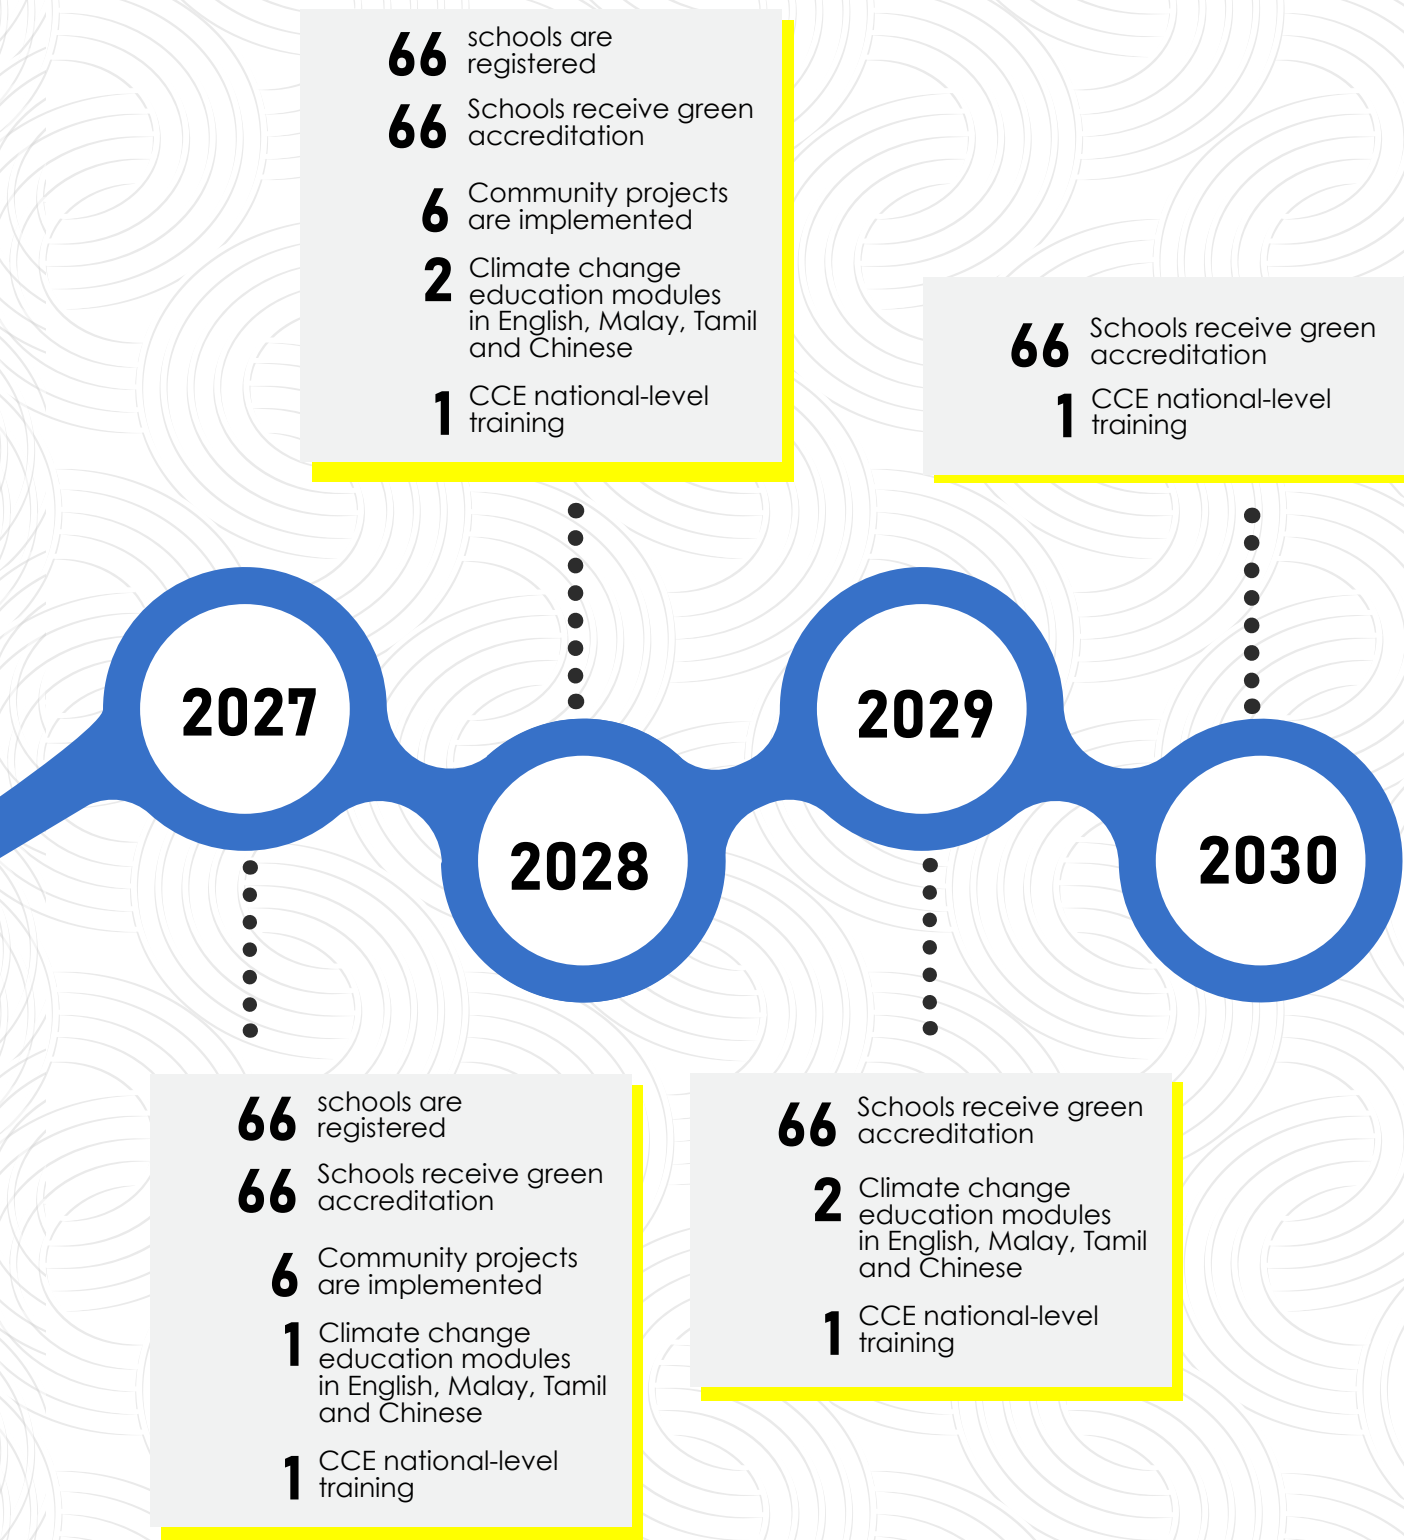 66 schools are
registered
66 Schools receive green
accreditation
6 Community projects
are implemented
2 Climate change
education modules
in English, Malay, Tamil
and Chinese
1 CCE national-level
training
66 Schools receive green
accreditation
1 CCE national-level
training
2027
2028
2029
2030
66 schools are
registered
66 Schools receive green
accreditation
6 Community projects
are implemented
1 Climate change
education modules
in English, Malay, Tamil
and Chinese
1 CCE national-level
training
66 Schools receive green
accreditation
2 Climate change
education modules
in English, Malay, Tamil
and Chinese
1 CCE national-level
training